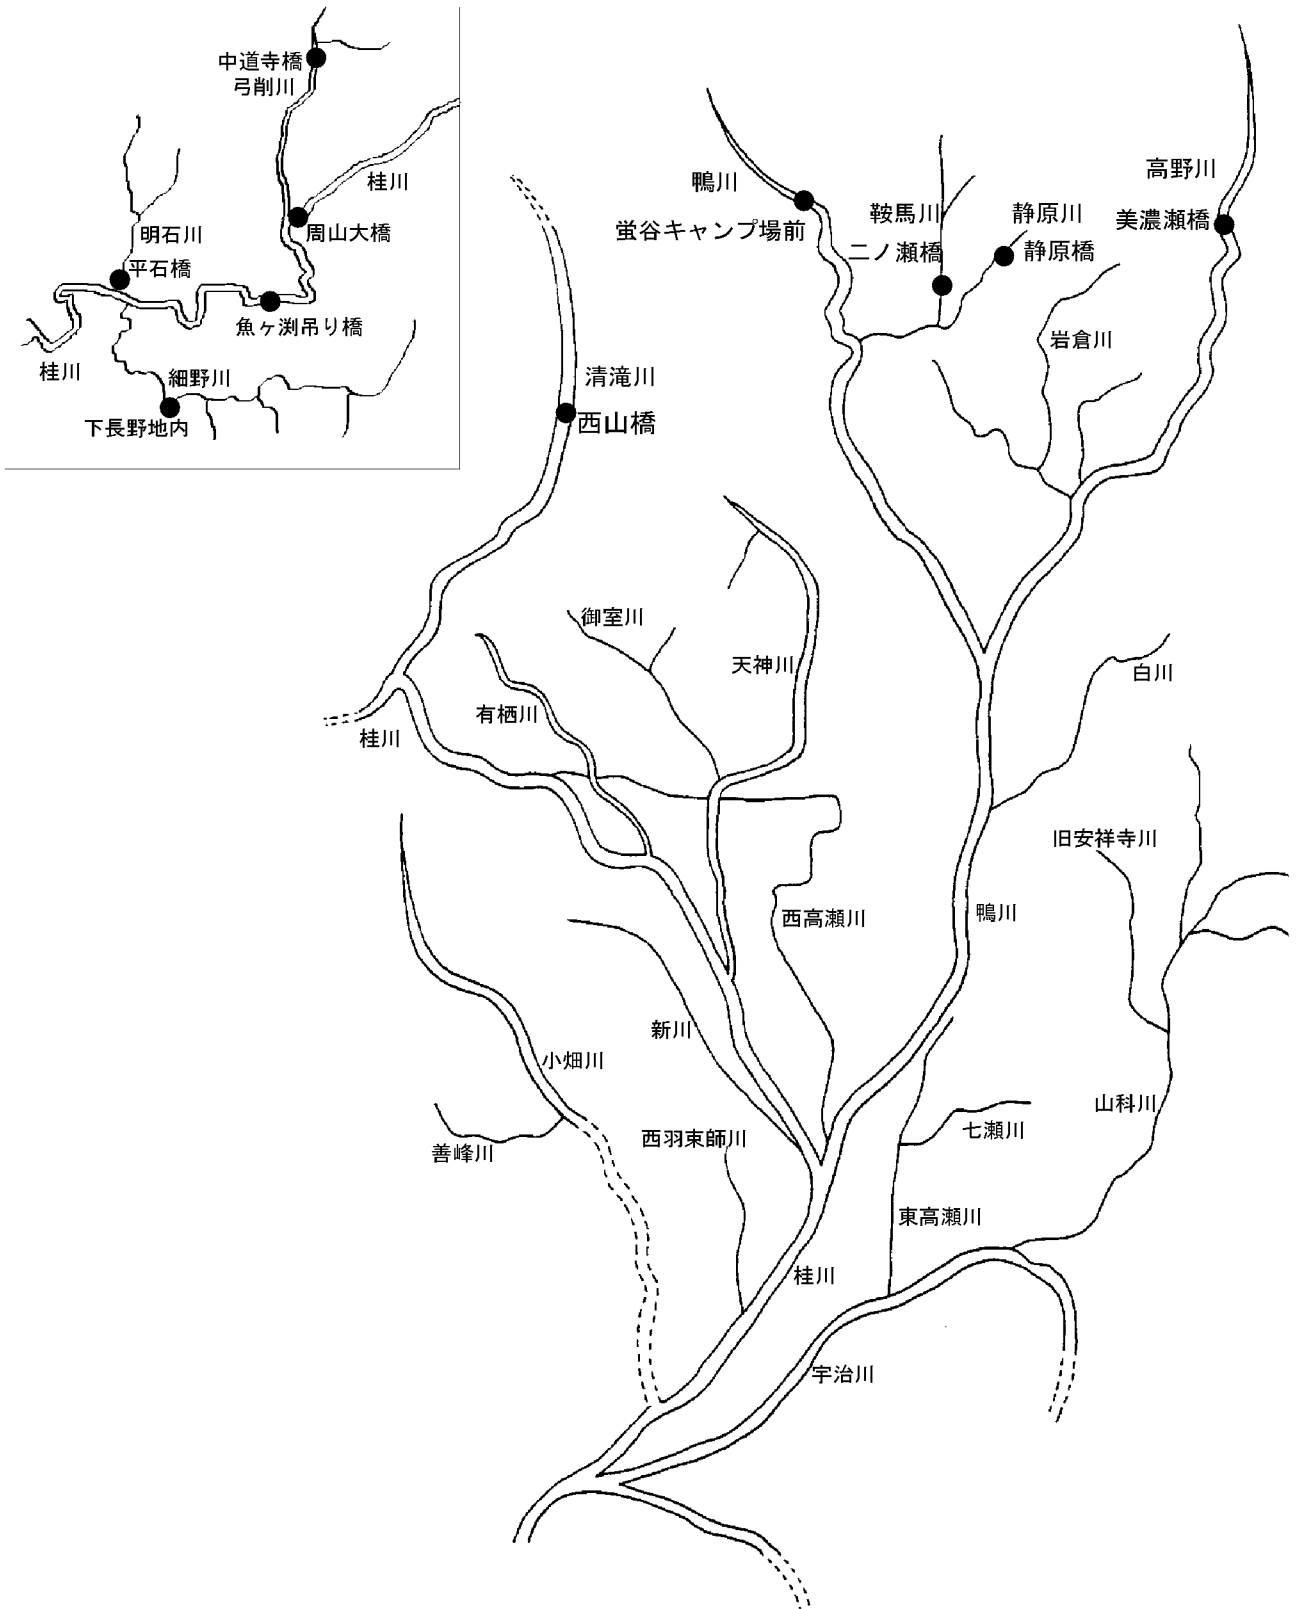 中道寺橋
弓削川
桂川
周山大橋
明石川
平石橋
魚ヶ渕吊り橋
桂川
細野川
下長野地内
鴨川
蛍谷キャンプ場前
鞍馬川
二ノ瀬橋
静原川
静原橋
高野川
美濃瀬橋
岩倉川
清滝川
西山橋
御室川
天神川
白川
有栖川
桂川
旧安祥寺川
西高瀬川
鴨川
新川
小畑川
山科川
善峰川
西羽束師川
七瀬川
東高瀬川
桂川
宇治川